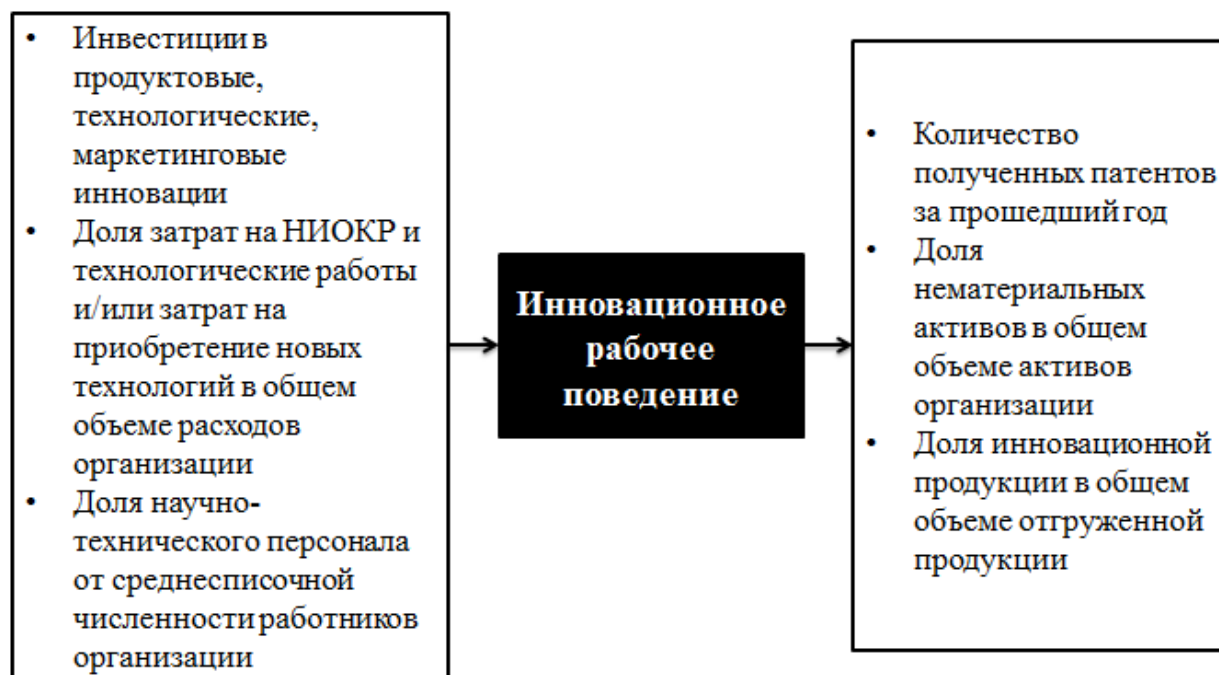 • Инвестиции в
продуктовые,
технологические,
маркетинговые
инновации
• Доля затрат на НИОКР и
технологические работы
и/или затрат на
приобретение новых
технологий в общем
объеме расходов
организации
• Доля научно-
технического персонала
от среднесписочной
численности работников
организации
Инновационное
рабочее
поведение
• Количество
полученных патентов
за прошедший год
• Доля
нематериальных
активов в общем
объеме активов
организации
• Доля инновационной
продукции в общем
объеме отгруженной
продукции